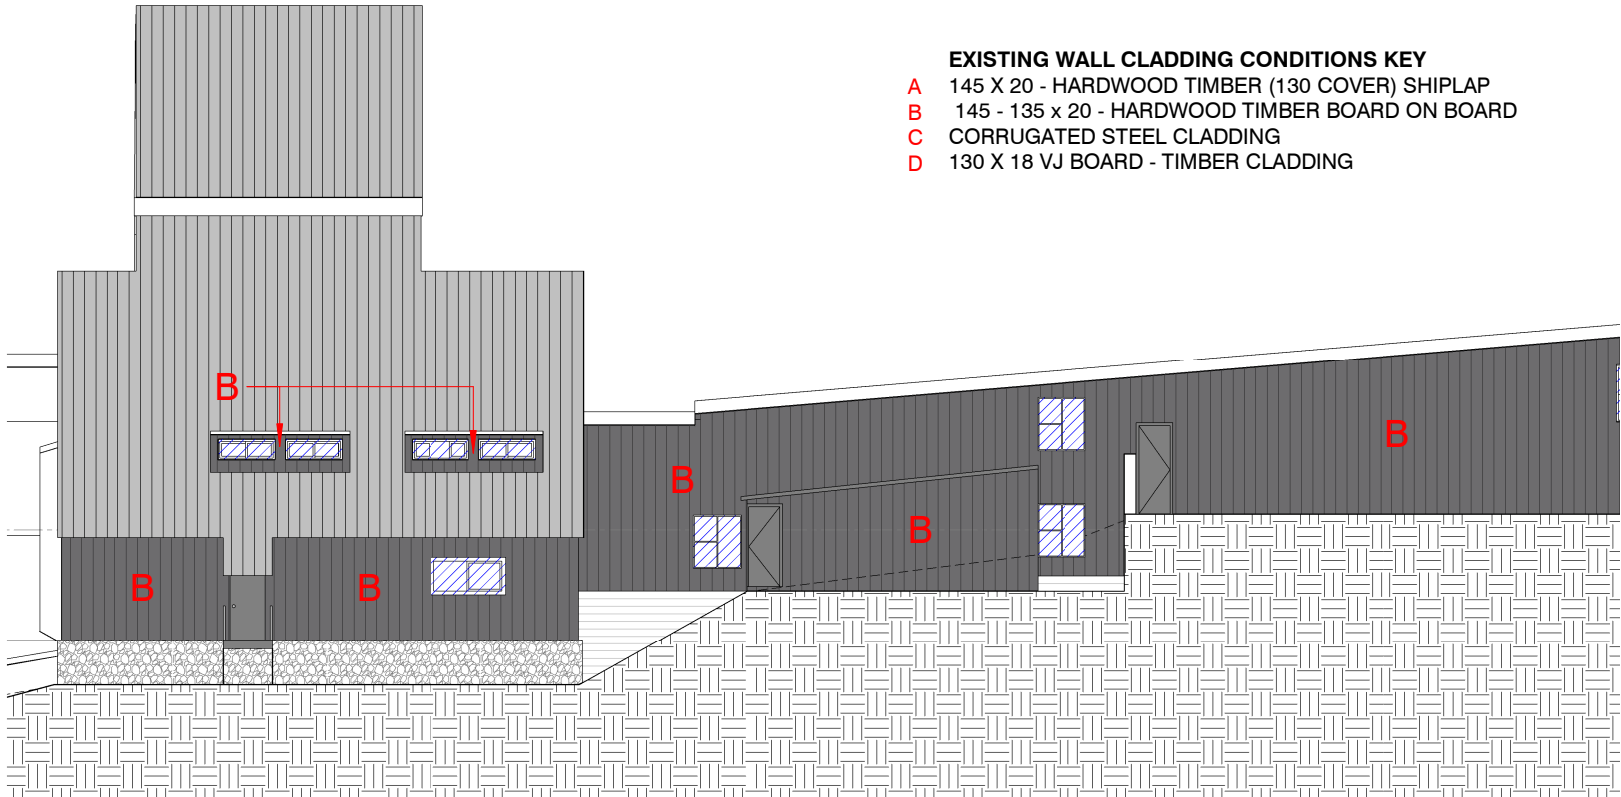 EXISTING WALL CLADDING CONDITIONS KEY
A 145 X 20 - HARDWOOD TIMBER (130 COVER) SHIPLAP
B 145 - 135 x 20 - HARDWOOD TIMBER BOARD ON BOARD
C CORRUGATED STEEL CLADDING
D 130 X 18 VJ BOARD - TIMBER CLADDING
B
B
B
B
B
B